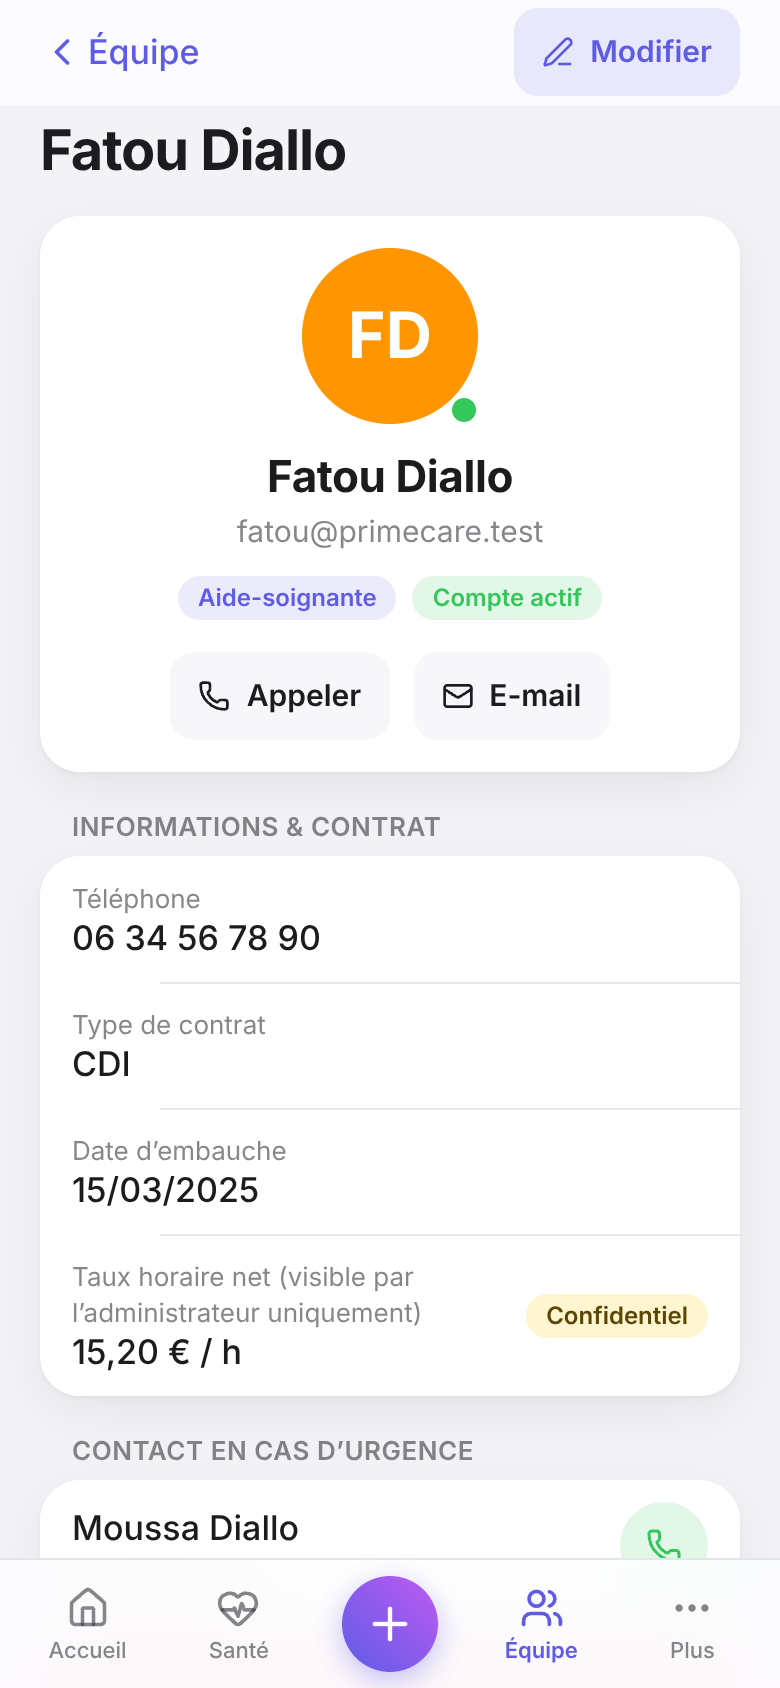 Équipe
Modifier
Fatou Diallo
FD
Fatou Diallo
fatou@primecare.test
Aide-soignante
Compte actif
Appeler
E-mail
INFORMATIONS & CONTRAT
Téléphone
06 34 56 78 90
Type de contrat
CDI
Date d’embauche
15/03/2025
Taux horaire net (visible par
l’administrateur uniquement)
Confidentiel
15,20 € / h
CONTACT EN CAS D’URGENCE
Moussa Diallo
Accueil
Santé
Équipe
Plus